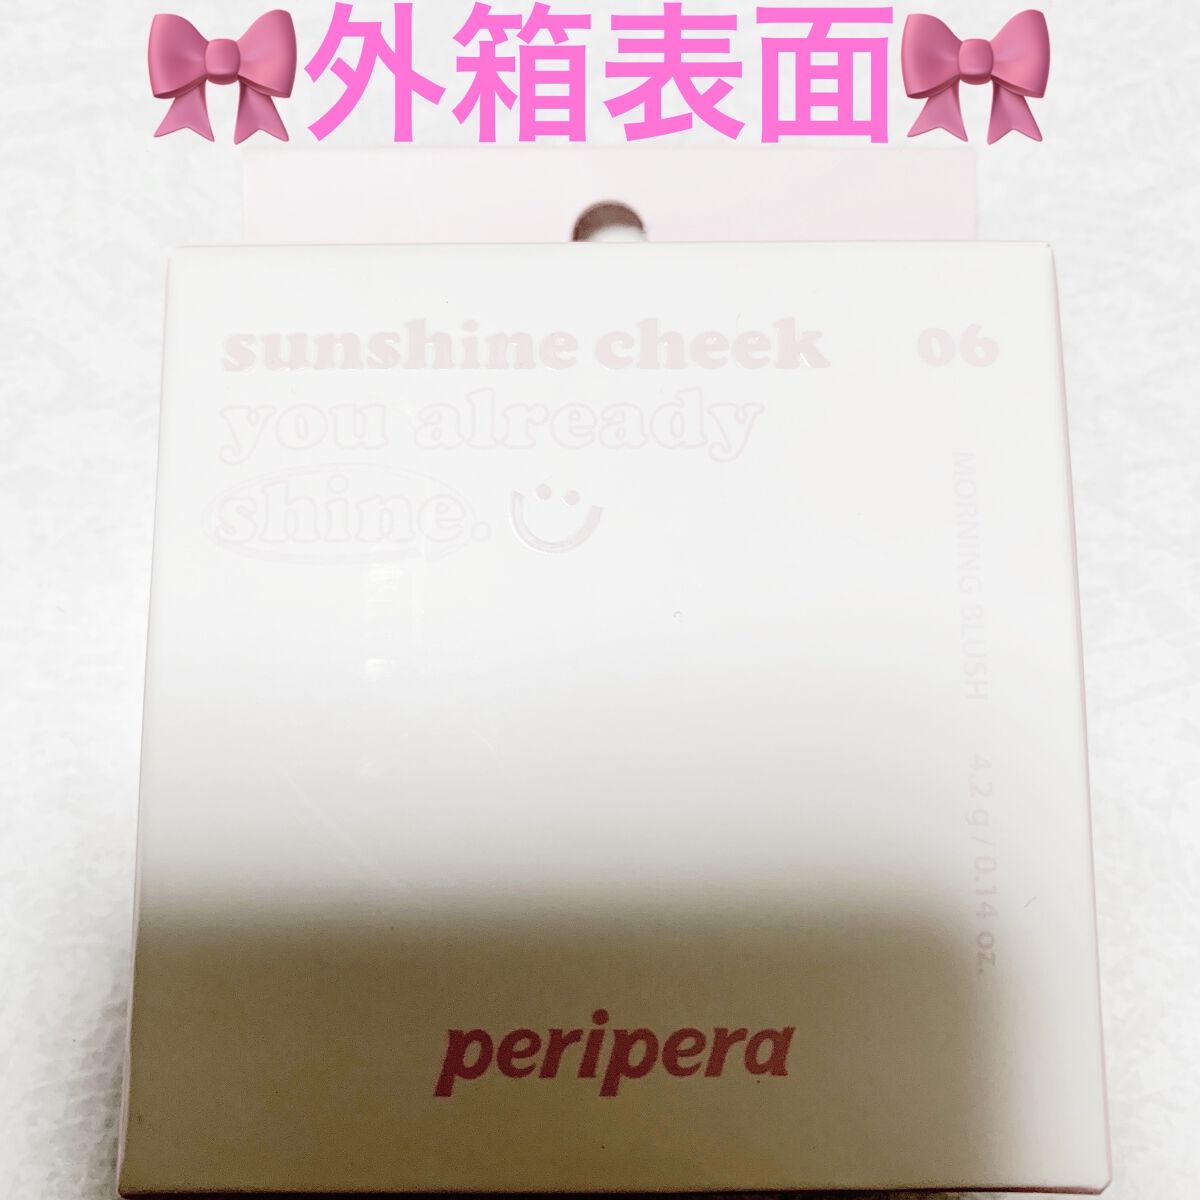 🎀外箱表面🎀
sunshine cheek 06
you already
shine.
MORNING BLUSH 4.2 g / 0.14 oz.
peripera